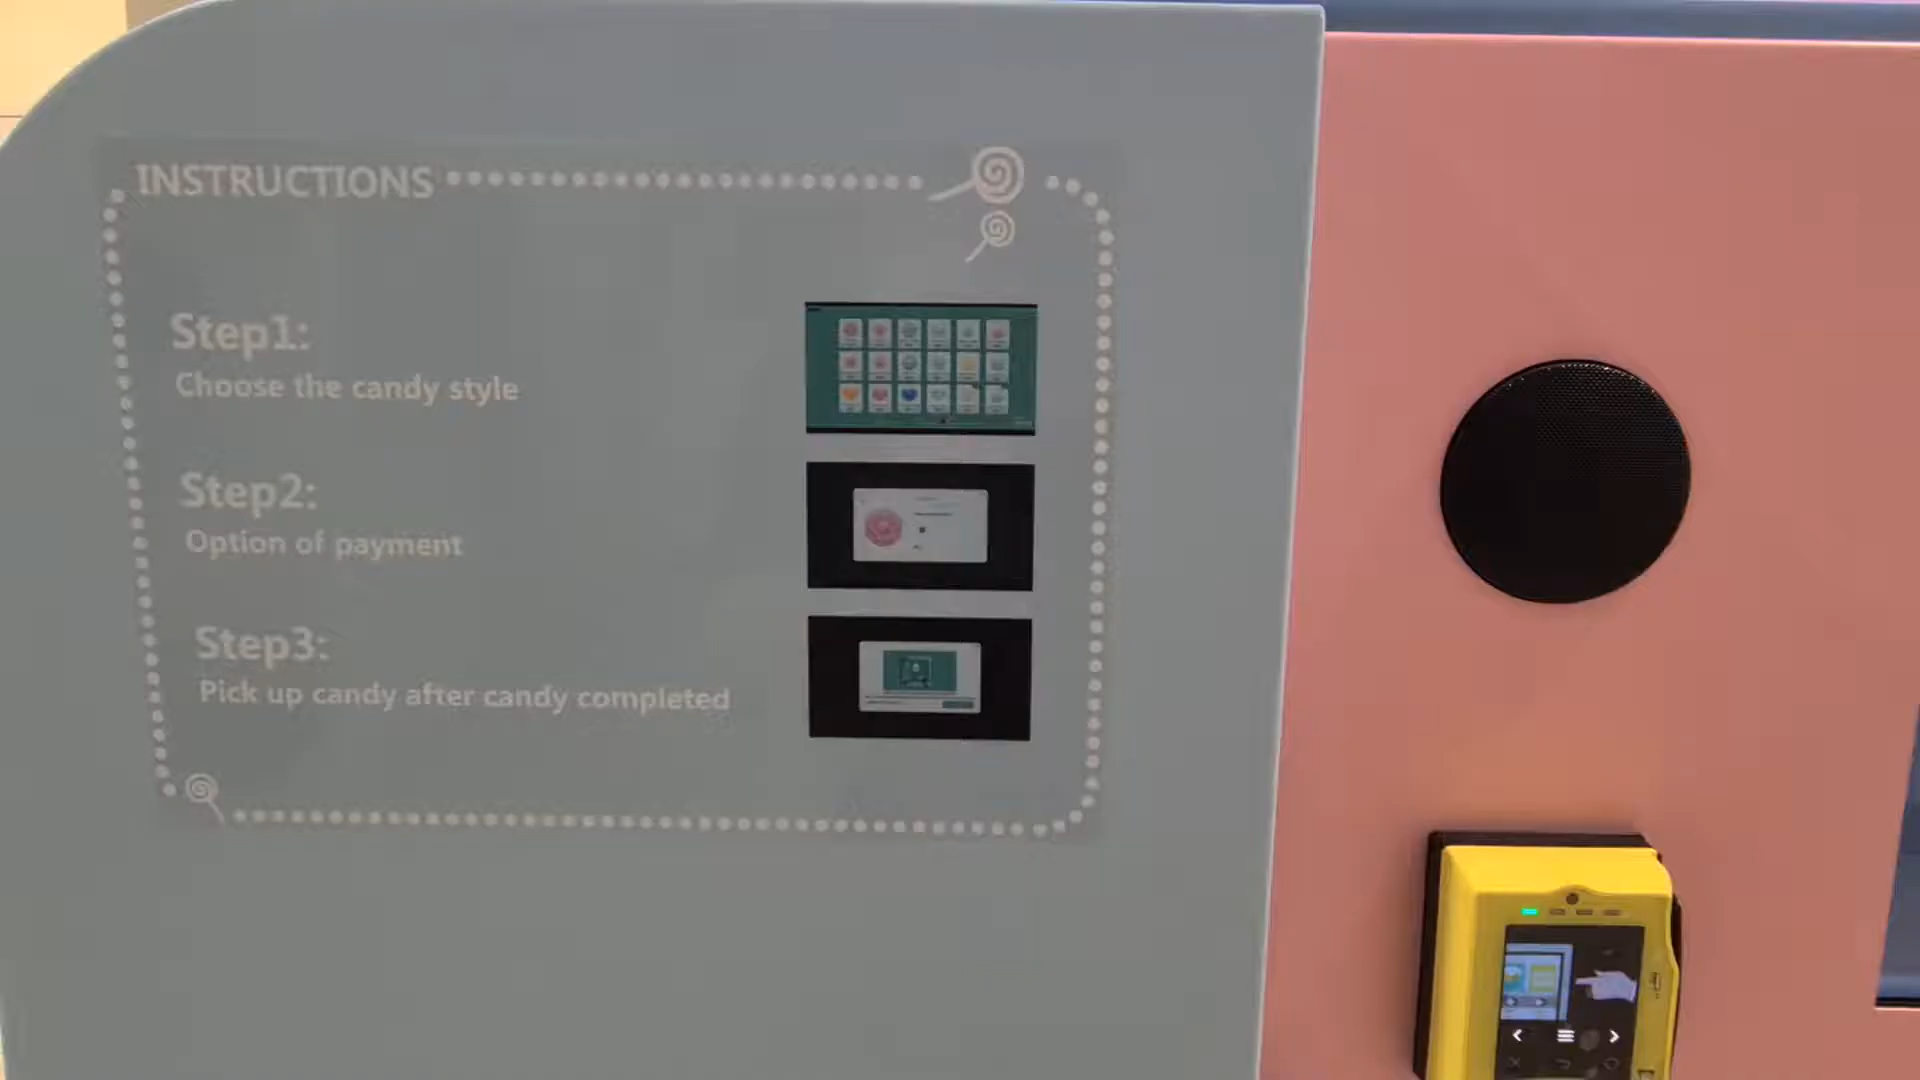 INSTRUCTIONS
Step1:
Choose the candy style
Step2:
Option of payment
Step3:
Pick up candy after candy completed